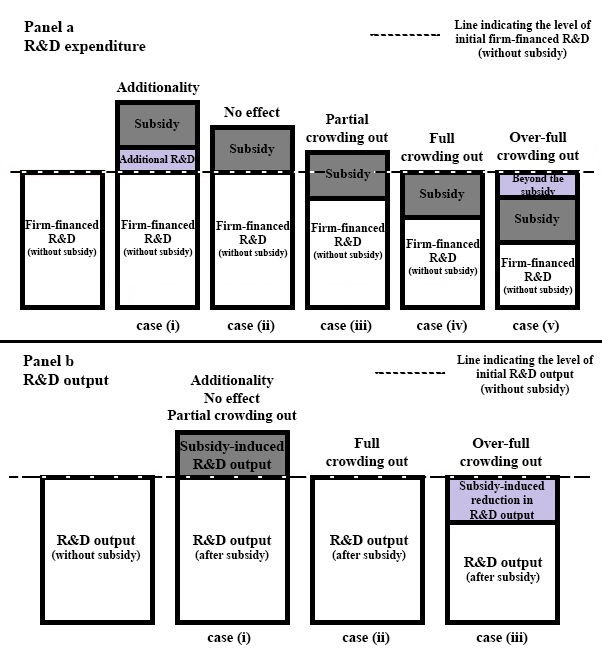 Panel a
R&D expenditure
Line indicating the level of
initial firm-financed R&D
(without subsidy)
Additionality
No effect
Partial
crowding out
Full
crowding out
Over-full
crowding out
Subsidy
Additional R&D
Subsidy
Subsidy
Subsidy
Beyond the
subsidy
Subsidy
Firm-financed
R&D
(without subsidy)
Firm-financed
R&D
(without subsidy)
Firm-financed
R&D
(without subsidy)
Firm-financed
R&D
(without subsidy)
Firm-financed
R&D
(without subsidy)
Firm-financed
R&D
(without subsidy)
case (i)
case (ii)
case (iii)
case (iv)
case (v)
Panel b
R&D output
Line indicating the level of
initial R&D output
(without subsidy)
Additionality
No effect
Partial crowding out
Full
crowding out
Over-full
crowding out
Subsidy-induced
R&D output
Subsidy-induced
reduction in
R&D output
R&D output
(without subsidy)
R&D output
(after subsidy)
R&D output
(after subsidy)
R&D output
(after subsidy)
case (i)
case (ii)
case (iii)